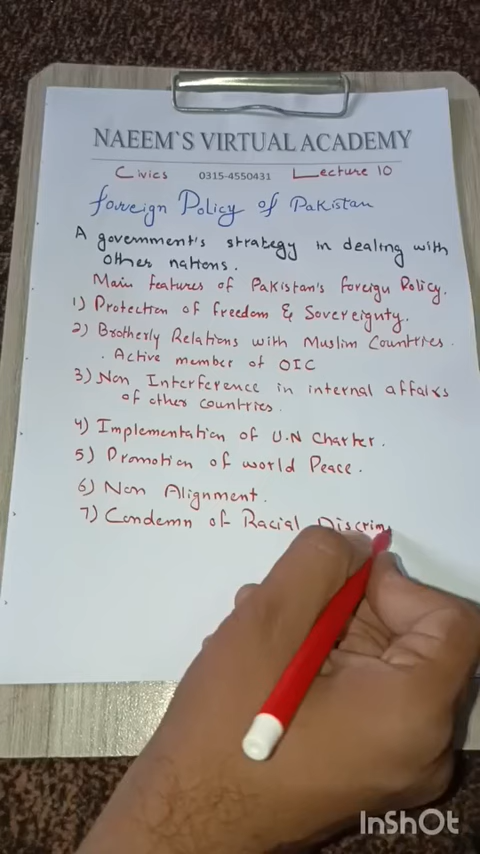 NAEEM`S VIRTUAL ACADEMY
Civics 0315-4550431 Lecture 10
foreign Policy of Pakistan
A government's strategy in dealing with
other nations.
Main features of Pakistan's foreign Policy.
1) Protection of freedom & Sovereignty.
2) Brotherly Relations with Muslim Countries.
. Active member of OIC
3) Non Interference in internal affairs
of other countries.
4) Implementation of U.N Charter.
5) Promotion of world Peace.
6) Non Alignment.
7) Condemn of Racial Discrim
InShOt